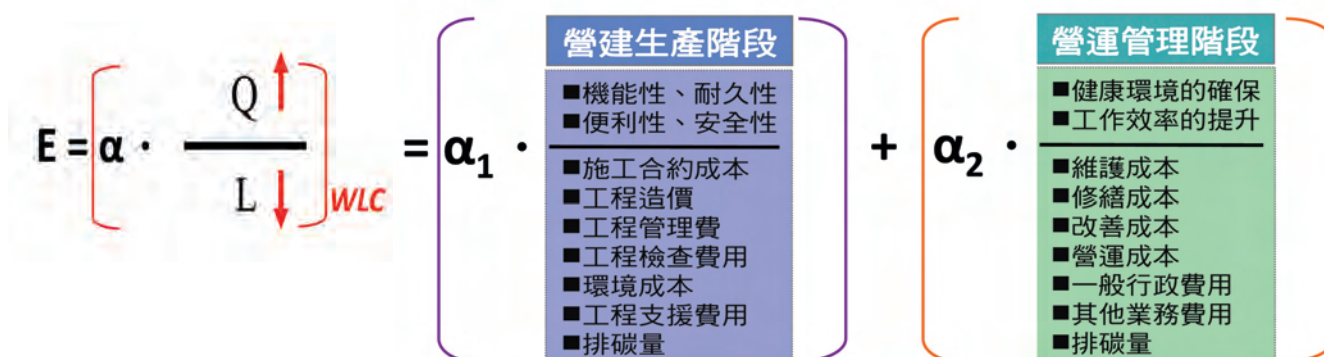 E = α · Q
L
WLC
= α₁ ·
營建生產階段
■機能性、耐久性
■便利性、安全性
■施工合約成本
■工程造價
■工程管理費
■工程檢查費用
■環境成本
■工程支援費用
■排碳量
+ α₂ ·
營運管理階段
■健康環境的確保
■工作效率的提升
■維護成本
■修繕成本
■改善成本
■營運成本
■一般行政費用
■其他業務費用
■排碳量